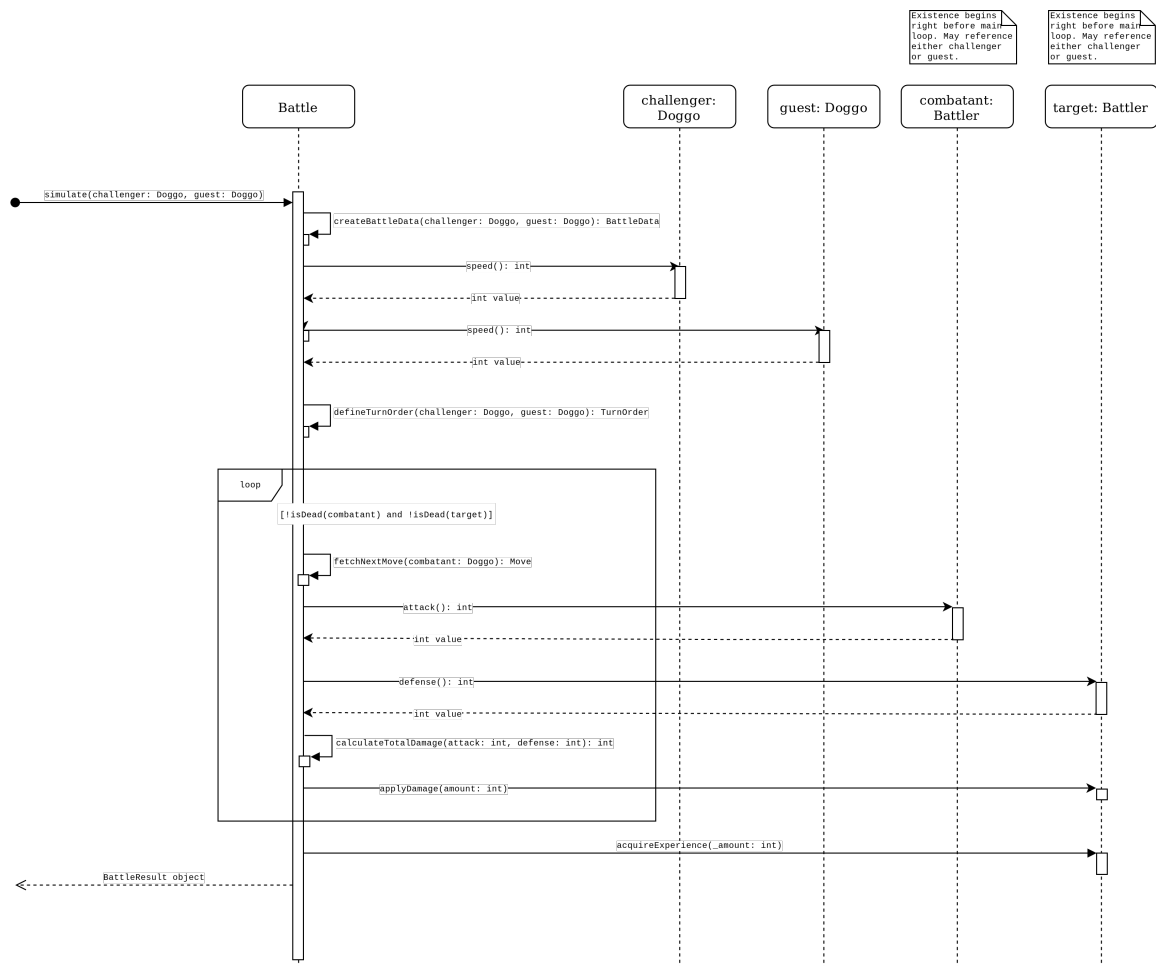 Existence begins
right before main
loop. May reference
either challenger
or guest.
Existence begins
right before main
loop. May reference
either challenger
or guest.
Battle
challenger:
Doggo
guest: Doggo
combatant:
Battler
target: Battler
simulate(challenger: Doggo, guest: Doggo)
createBattleData(challenger: Doggo, guest: Doggo): BattleData
speed(): int
int value
speed(): int
int value
defineTurnOrder(challenger: Doggo, guest: Doggo): TurnOrder
loop
[!isDead(combatant) and !isDead(target)]
fetchNextMove(combatant: Doggo): Move
attack(): int
int value
defense(): int
int value
calculateTotalDamage(attack: int, defense: int): int
applyDamage(amount: int)
acquireExperience(_amount: int)
BattleResult object